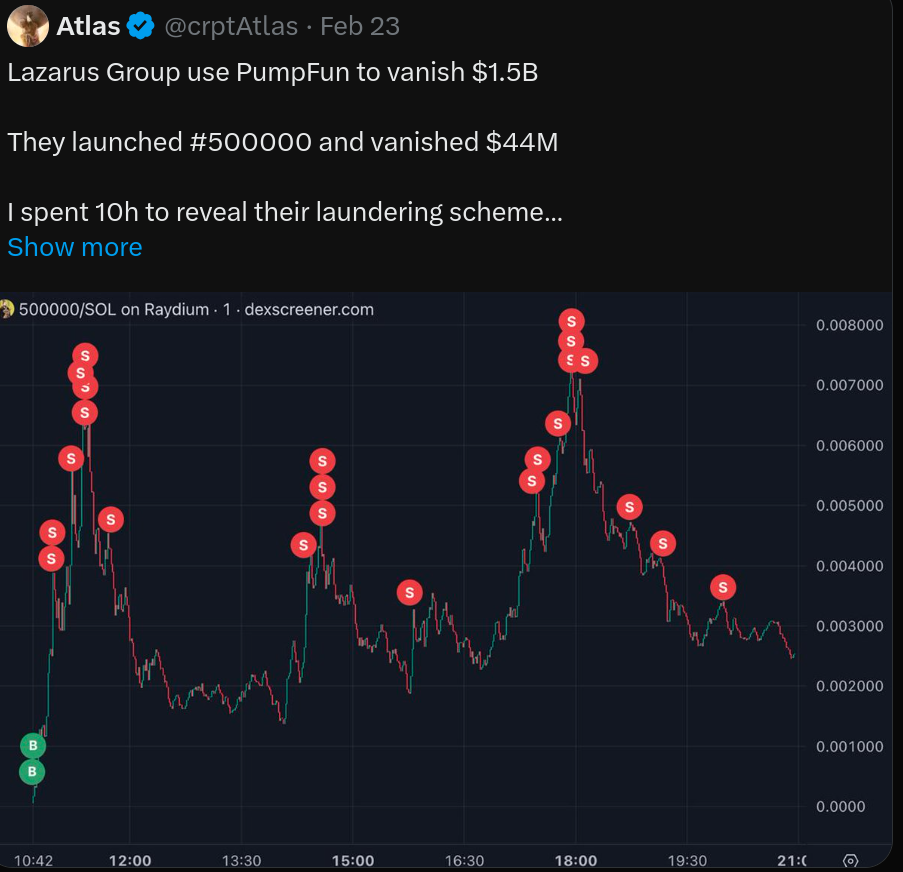 Atlas @crptAtlas · Feb 23
Lazarus Group use PumpFun to vanish $1.5B
They launched #500000 and vanished $44M
I spent 10h to reveal their laundering scheme...
Show more
500000/SOL on Raydium · 1 · dexscreener.com
0.008000
S
S
S S
S
S
S
S
0.007000
S
S
0.006000
S
S
S
S
S
0.005000
S
S
S
S
S
S
0.004000
S
S
0.003000
0.002000
B
0.001000
B
0.0000
10:42 12:00 13:30 15:00 16:30 18:00 19:30